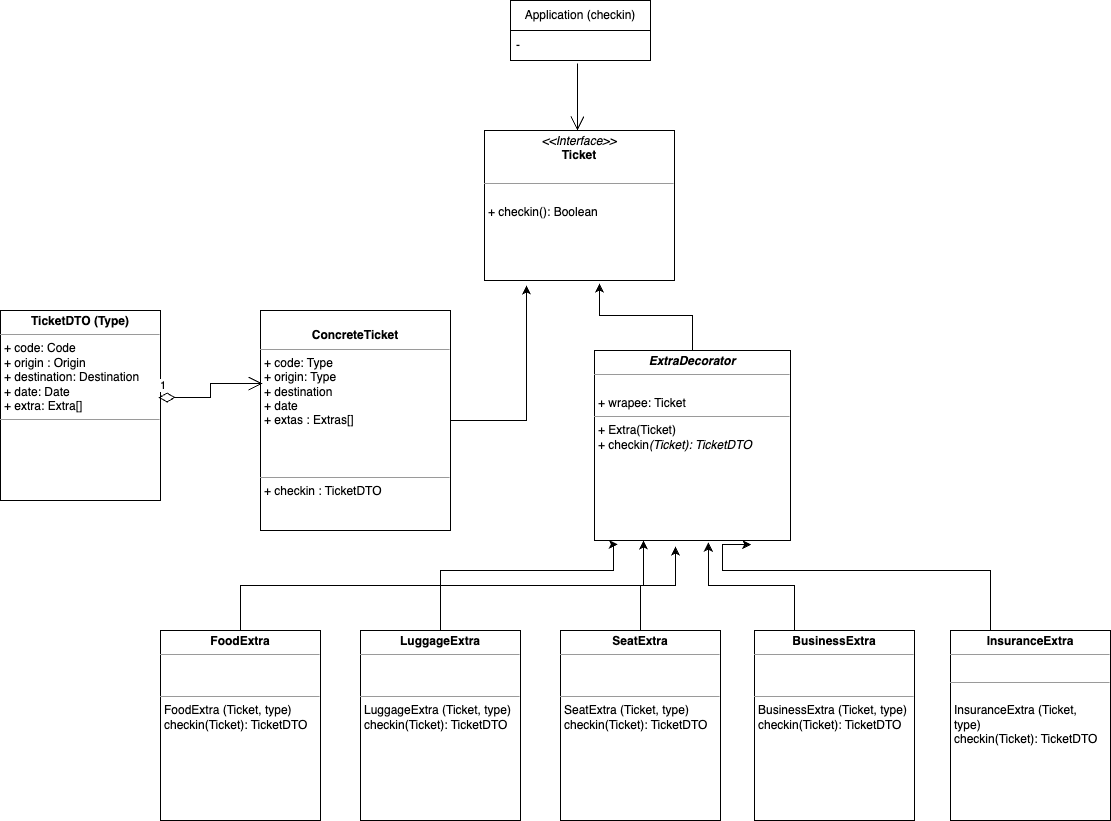 Application (checkin)
-
<<Interface>>
Ticket
+ checkin(): Boolean
TicketDTO (Type)
+ code: Code
+ origin : Origin
+ destination: Destination
+ date: Date
+ extra: Extra[]
1
ConcreteTicket
+ code: Type
+ origin: Type
+ destination
+ date
+ extas : Extras[]
+ checkin : TicketDTO
ExtraDecorator
+ wrapee: Ticket
+ Extra(Ticket)
+ checkin(Ticket): TicketDTO
FoodExtra
FoodExtra (Ticket, type)
checkin(Ticket): TicketDTO
LuggageExtra
LuggageExtra (Ticket, type)
checkin(Ticket): TicketDTO
SeatExtra
SeatExtra (Ticket, type)
checkin(Ticket): TicketDTO
BusinessExtra
BusinessExtra (Ticket, type)
checkin(Ticket): TicketDTO
InsuranceExtra
InsuranceExtra (Ticket,
type)
checkin(Ticket): TicketDTO